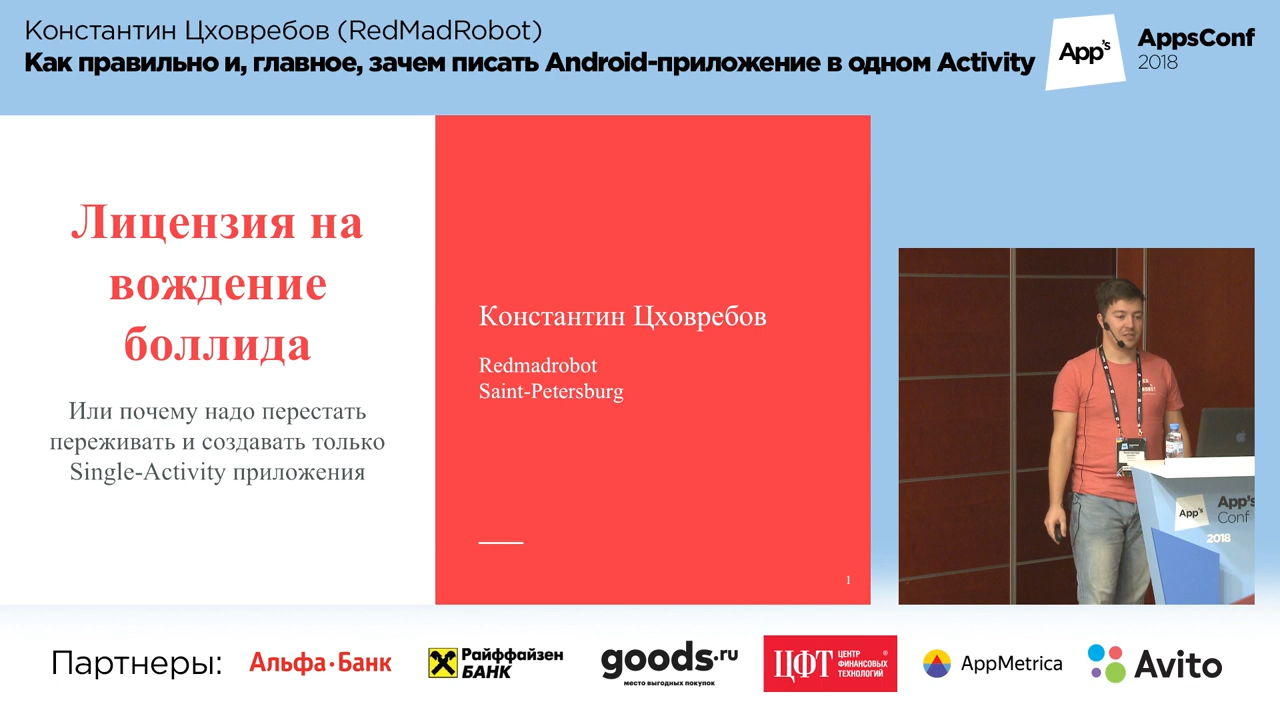 Константин Цховребов (RedMadRobot)
Как правильно и, главное, зачем писать Android-приложение в одном Activity
App's
AppsConf
2018
Лицензия на
вождение
боллида
Или почему надо перестать
переживать и создавать только
Single-Activity приложения
Константин Цховребов
Redmadrobot
Saint-Petersburg
1
App's
App's
Conf
2018
Партнеры:
Альфа·Банк
Райффайзен
БАНК
goods.ru
место выгодных покупок
ЦФТ
ЦЕНТР
ФИНАНСОВЫХ
ТЕХНОЛОГИЙ
®
AppMetrica
Avito